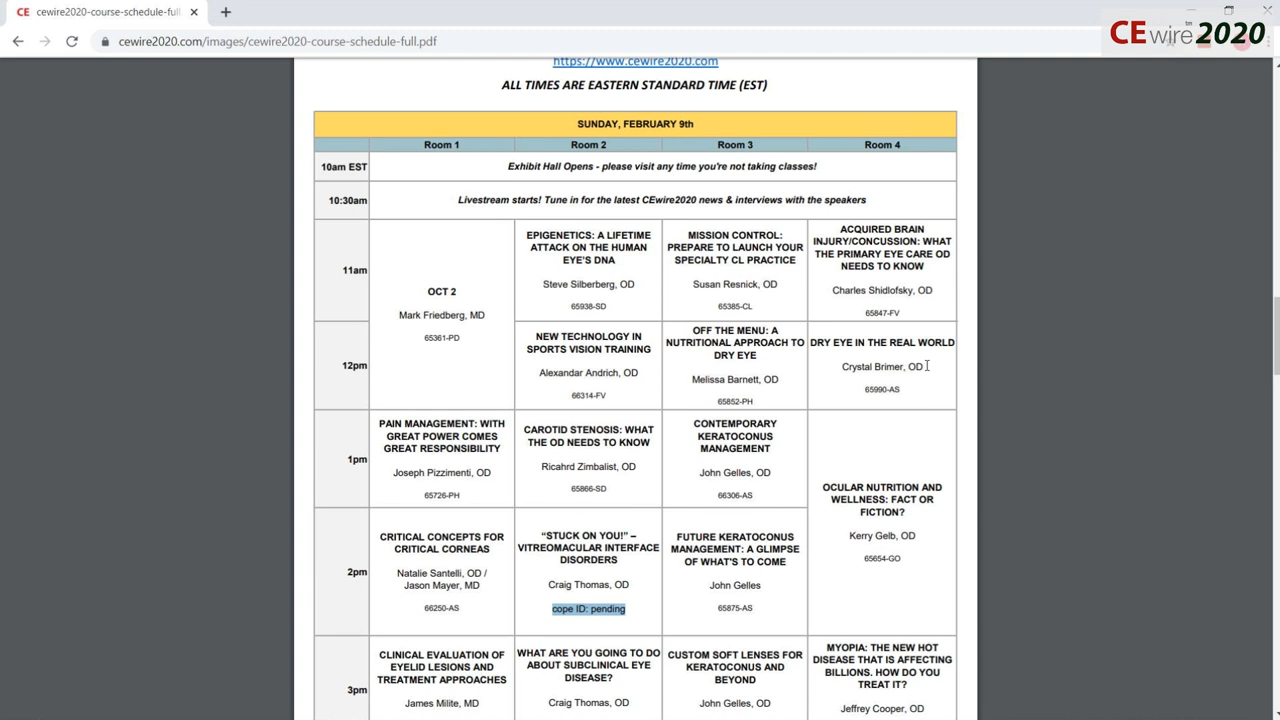 CE cewire2020-course-schedule-full
cewire2020.com/images/cewire2020-course-schedule-full.pdf
CEwire2020™
https://www.cewire2020.com
ALL TIMES ARE EASTERN STANDARD TIME (EST)
SUNDAY, FEBRUARY 9th
Room 1 Room 2 Room 3 Room 4
10am EST
Exhibit Hall Opens - please visit any time you're not taking classes!
10:30am
Livestream starts! Tune in for the latest CEwire2020 news & interviews with the speakers
11am
OCT 2
Mark Friedberg, MD
65361-PD
EPIGENETICS: A LIFETIME
ATTACK ON THE HUMAN
EYE'S DNA
Steve Silberberg, OD
65938-SD
MISSION CONTROL:
PREPARE TO LAUNCH YOUR
SPECIALTY CL PRACTICE
Susan Resnick, OD
65385-CL
ACQUIRED BRAIN
INJURY/CONCUSSION: WHAT
THE PRIMARY EYE CARE OD
NEEDS TO KNOW
Charles Shidlofsky, OD
65847-FV
12pm
NEW TECHNOLOGY IN
SPORTS VISION TRAINING
Alexandar Andrich, OD
66314-FV
OFF THE MENU: A
NUTRITIONAL APPROACH TO
DRY EYE
Melissa Barnett, OD
65852-PH
DRY EYE IN THE REAL WORLD
Crystal Brimer, OD
65990-AS
1pm
PAIN MANAGEMENT: WITH
GREAT POWER COMES
GREAT RESPONSIBILITY
Joseph Pizzimenti, OD
65726-PH
CAROTID STENOSIS: WHAT
THE OD NEEDS TO KNOW
Ricahrd Zimbalist, OD
65866-SD
CONTEMPORARY
KERATOCONUS
MANAGEMENT
John Gelles, OD
66306-AS
OCULAR NUTRITION AND
WELLNESS: FACT OR
FICTION?
Kerry Gelb, OD
65654-GO
2pm
CRITICAL CONCEPTS FOR
CRITICAL CORNEAS
Natalie Santelli, OD /
Jason Mayer, MD
66250-AS
“STUCK ON YOU!” –
VITREOMACULAR INTERFACE
DISORDERS
Craig Thomas, OD
cope ID: pending
FUTURE KERATOCONUS
MANAGEMENT: A GLIMPSE
OF WHAT'S TO COME
John Gelles
65875-AS
3pm
CLINICAL EVALUATION OF
EYELID LESIONS AND
TREATMENT APPROACHES
James Milite, MD
WHAT ARE YOU GOING TO DO
ABOUT SUBCLINICAL EYE
DISEASE?
Craig Thomas, OD
CUSTOM SOFT LENSES FOR
KERATOCONUS AND
BEYOND
John Gelles, OD
MYOPIA: THE NEW HOT
DISEASE THAT IS AFFECTING
BILLIONS. HOW DO YOU
TREAT IT?
Jeffrey Cooper, OD